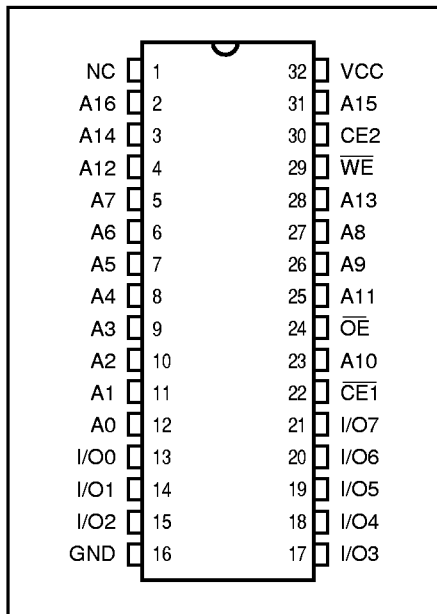 NC 1 32 VCC
A16 2 31 A15
A14 3 30 CE2
A12 4 29 W̅E̅
A7 5 28 A13
A6 6 27 A8
A5 7 26 A9
A4 8 25 A11
A3 9 24 O̅E̅
A2 10 23 A10
A1 11 22 C̅E̅1̅
A0 12 21 I/O7
I/O0 13 20 I/O6
I/O1 14 19 I/O5
I/O2 15 18 I/O4
GND 16 17 I/O3